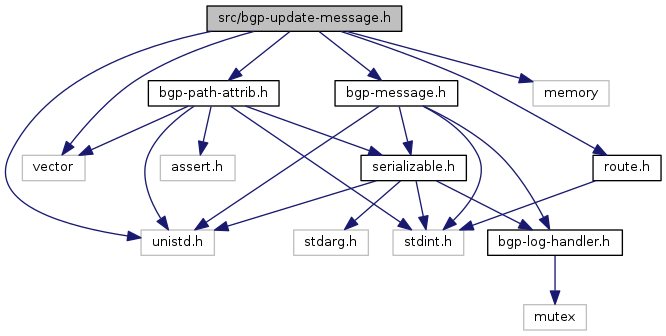 src/bgp-update-message.h
bgp-path-attrib.h
bgp-message.h
memory
vector
assert.h
serializable.h
route.h
unistd.h
stdarg.h
stdint.h
bgp-log-handler.h
mutex